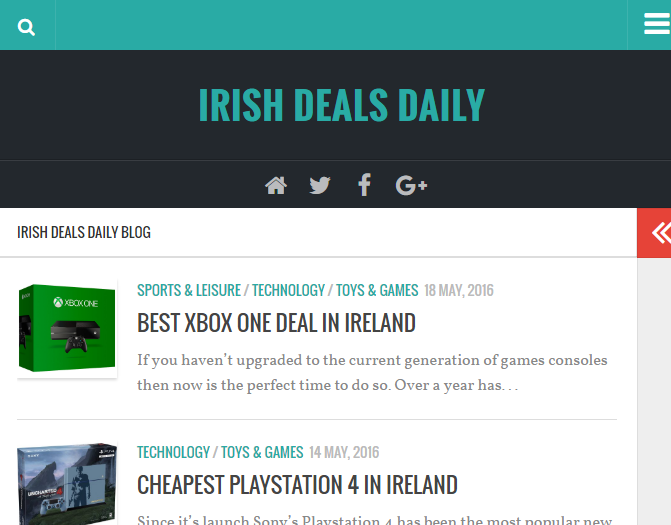 IRISH DEALS DAILY
IRISH DEALS DAILY BLOG
SPORTS & LEISURE / TECHNOLOGY / TOYS & GAMES 18 MAY, 2016
XBOX ONE
BEST XBOX ONE DEAL IN IRELAND
If you haven't upgraded to the current generation of games consoles
then now is the perfect time to do so. Over a year has…
TECHNOLOGY / TOYS & GAMES 14 MAY, 2016
CHEAPEST PLAYSTATION 4 IN IRELAND
UNCHARTED
Since it's launch Sony's Playstation 4 has been the most popular new